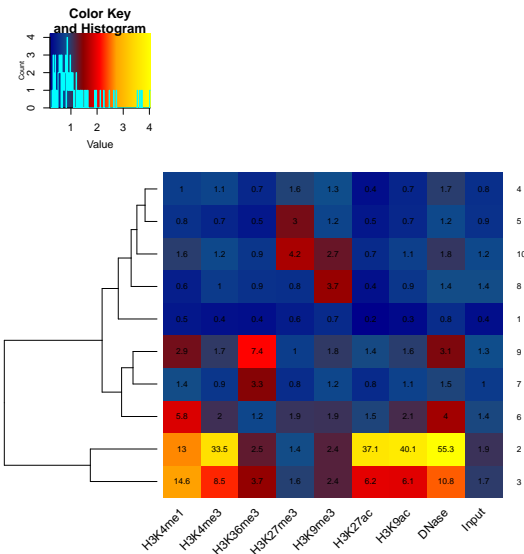 Color Key
and Histogram
Count
0 1 2 3 4
1 2 3 4
Value
1 1.1 0.7 1.6 1.3 0.4 0.7 1.7 0.8 4
0.8 0.7 0.5 3 1.2 0.5 0.7 1.2 0.9 5
1.6 1.2 0.9 4.2 2.7 0.7 1.1 1.8 1.2 10
0.6 1 0.9 0.8 3.7 0.4 0.9 1.4 1.4 8
0.5 0.4 0.4 0.6 0.7 0.3 0.8 0.4 1
2.9 1.7 7.4 1 1.8 1.4 1.6 3.1 1.3 9
1.4 0.9 3.3 0.8 1.2 0.8 1.1 1.5 1 7
5.8 2 1.2 1.9 1.9 1.5 2.1 4 1.4 6
13 33.5 2.5 1.4 2.4 37.1 40.1 55.3 1.9 2
14.6 8.5 3.7 1.6 2.4 6.2 6.1 10.8 1.7 3
H3K4me1 H3K4me3 H3K36me3 H3K27me3 H3K9me3 H3K27ac H3K9ac DNase Input